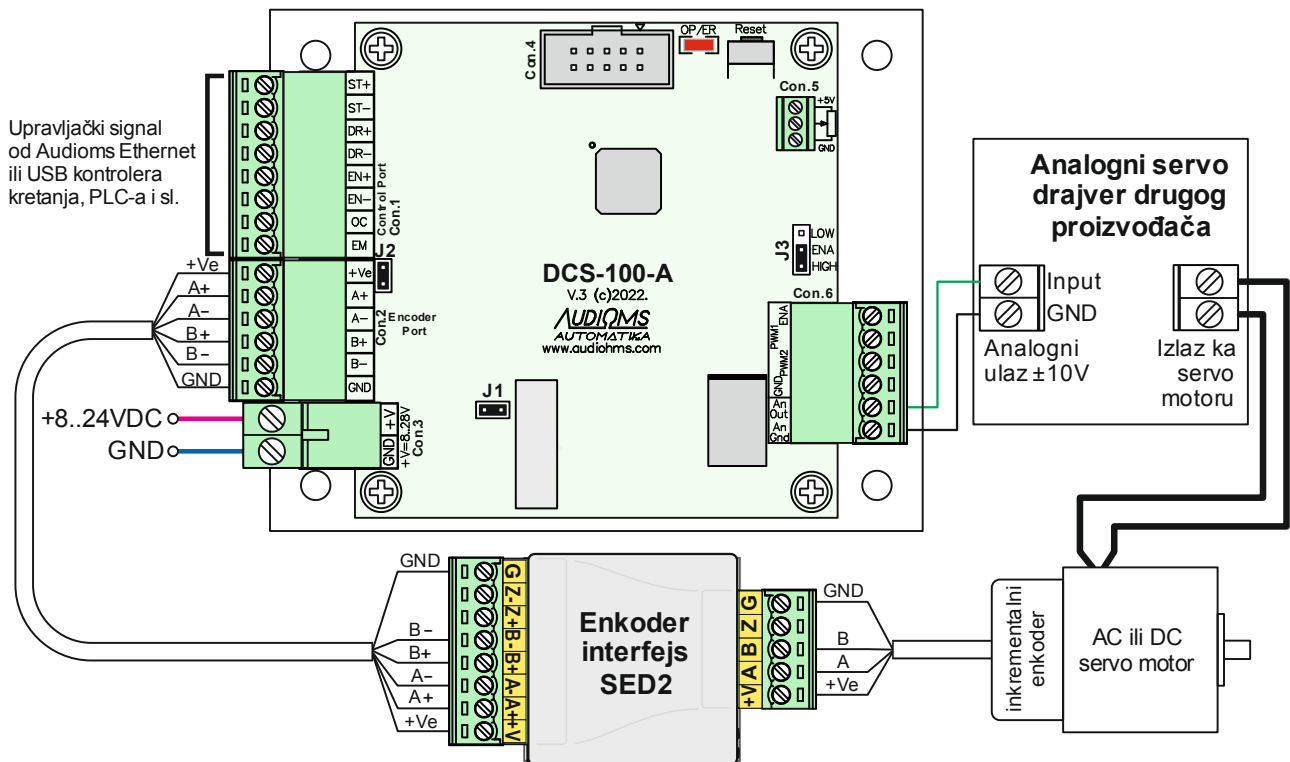 Con.4
OP/ER
Reset
Con.5
+5V
GND
Upravljački signal
od Audioms Ethernet
ili USB kontrolera
kretanja, PLC-a i sl.
ST+
ST-
DR+
DR-
EN+
EN-
OC
EM
Control Port
Con.1
J2
+Ve
A+
A-
B+
B-
GND
+Ve
A+
A-
B+
B-
GND
Con.2
Encoder
Port
+8..24VDC
GND
+V
GND
+V=8..28V
Con.3
J1
DCS-100-A
V.3 (c)2022.
AUDIOMS
AUTOMATIKA
www.audiohms.com
J3
LOW
ENA
HIGH
Con.6
ENA
PWM1
PWM2
GND
An
Out
An
Gnd
Analogni servo
drajver drugog
proizvođača
Input
GND
Analogni
ulaz ±10V
Izlaz ka
servo
motoru
GND
B-
B+
A-
A+
+Ve
G
Z-
Z+
B-
B+
A-
A+
+V
Enkoder
interfejs
SED2
G
Z
B
A
+V
GND
B
A
+Ve
inkrementalni
enkoder
AC ili DC
servo motor